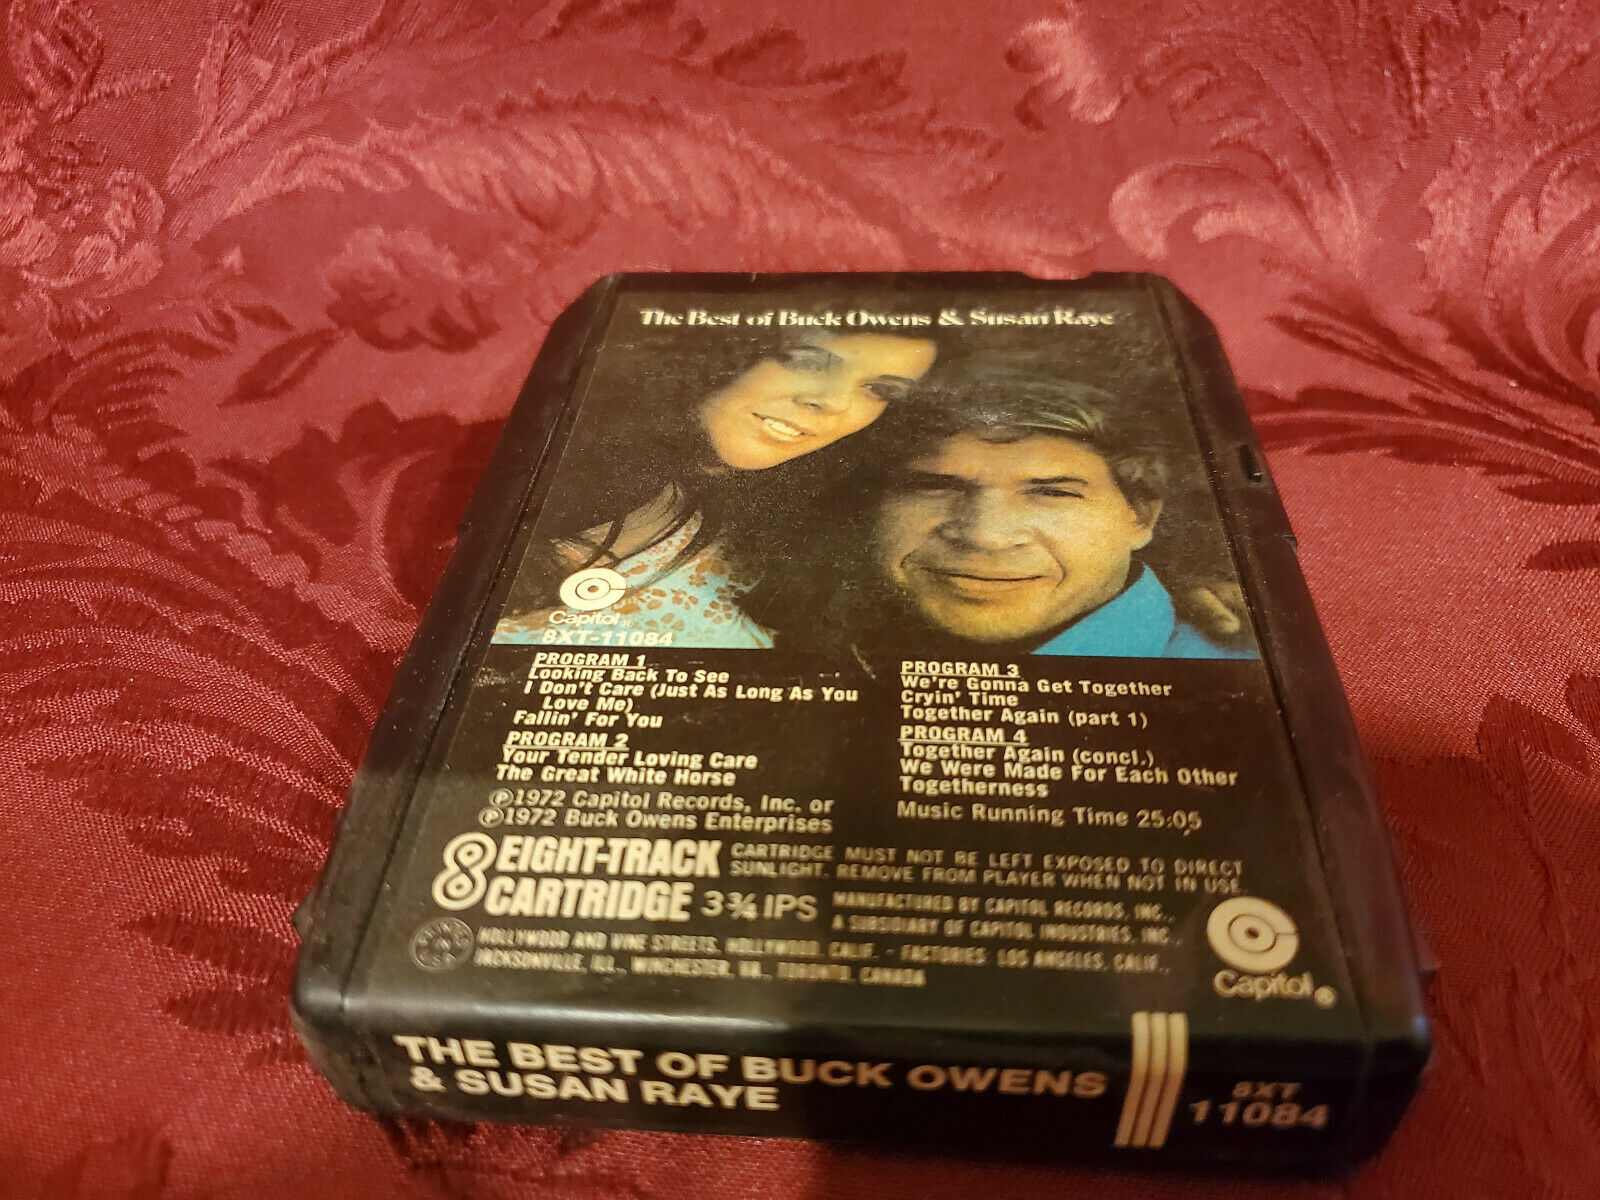 The Best of Buck Owens & Susan Raye
Capitol®
8XT-11084
PROGRAM 1
Looking Back To See
I Don't Care (Just As Long As You
Love Me)
Fallin' For You
PROGRAM 2
Your Tender Loving Care
The Great White Horse
℗1972 Capitol Records, Inc. or
℗1972 Buck Owens Enterprises
PROGRAM 3
We're Gonna Get Together
Cryin' Time
Together Again (part 1)
PROGRAM 4
Together Again (concl.)
We Were Made For Each Other
Togetherness
Music Running Time 25:05
8 EIGHT-TRACK
CARTRIDGE 3¾ IPS
CARTRIDGE MUST NOT BE LEFT EXPOSED TO DIRECT
SUNLIGHT. REMOVE FROM PLAYER WHEN NOT IN USE.
MANUFACTURED BY CAPITOL RECORDS, INC.,
A SUBSIDIARY OF CAPITOL INDUSTRIES, INC.,
HOLLYWOOD AND VINE STREETS, HOLLYWOOD, CALIF. - FACTORIES: LOS ANGELES, CALIF.,
JACKSONVILLE, ILL., WINCHESTER, VA., TORONTO, CANADA
Capitol®
THE BEST OF BUCK OWENS
& SUSAN RAYE
8XT
11084